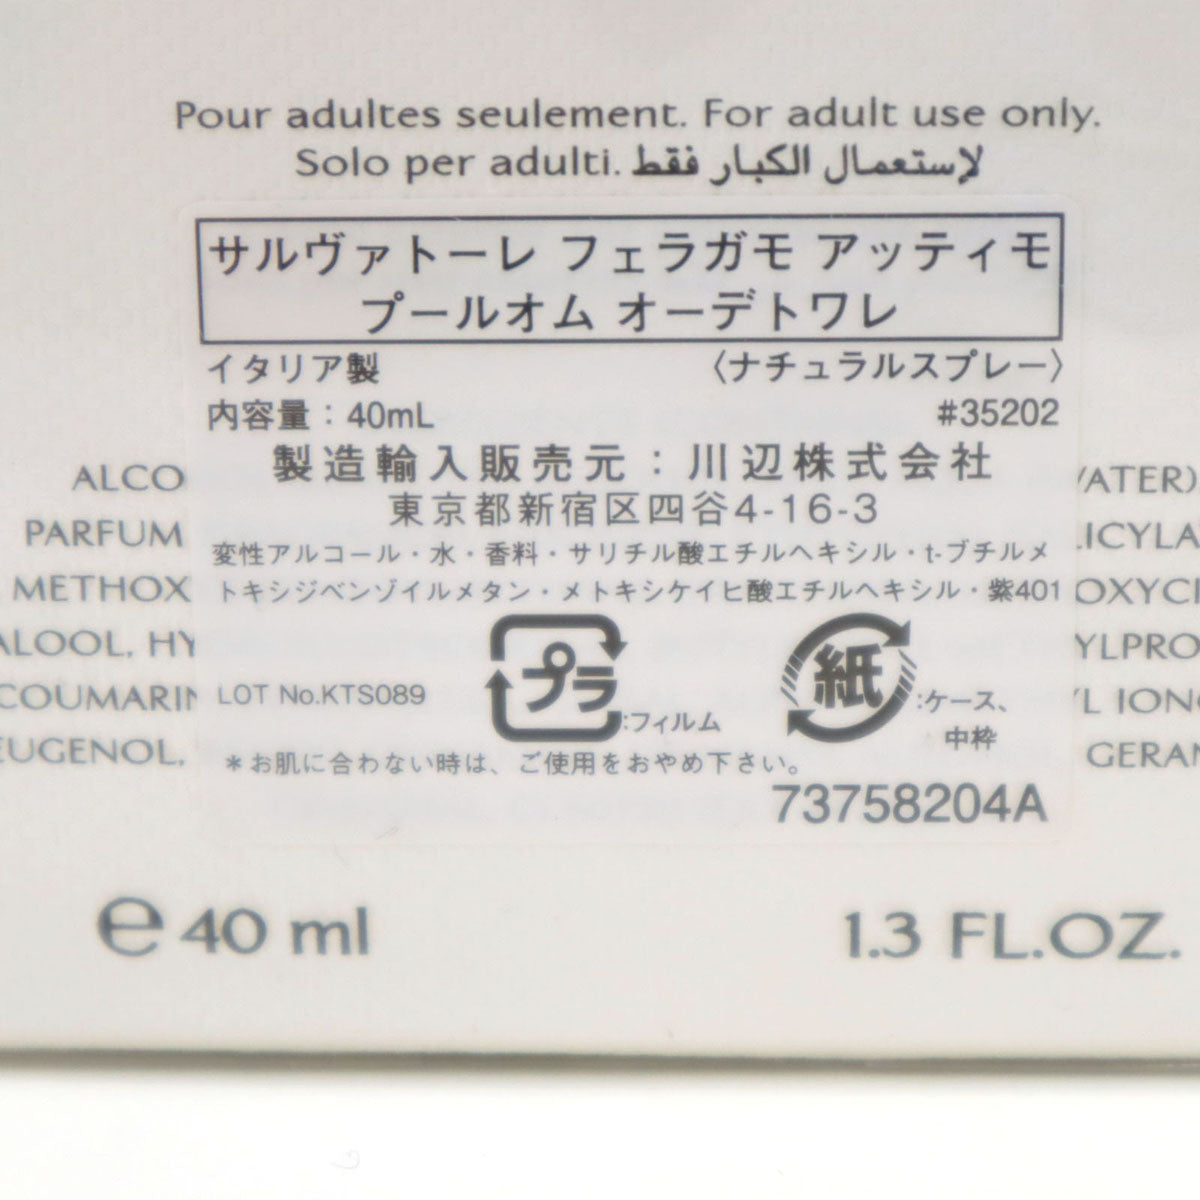 Pour adultes seulement. For adult use only.
Solo per adulti. لإستعمال الكبار فقط
サルヴァトーレ フェラガモ アッティモ
プールオム オーデトワレ
イタリア製 〈ナチュラルスプレー〉
内容量：40mL #35202
製造輸入販売元：川辺株式会社
東京都新宿区四谷4-16-3
変性アルコール・水・香料・サリチル酸エチルヘキシル・t-ブチルメ
トキシジベンゾイルメタン・メトキシケイヒ酸エチルヘキシル・紫401
プラ :フィルム
紙 :ケース、
中枠
LOT No.KTS089
＊お肌に合わない時は、ご使用をおやめ下さい。
73758204A
ALCO /ATER)
PARFUM LICYLA
METHOX OXYCI
ALOOL, HY YLPRO
COUMARIN YL ION
EUGENOL, GERAN
e 40 ml 1.3 FL.OZ.